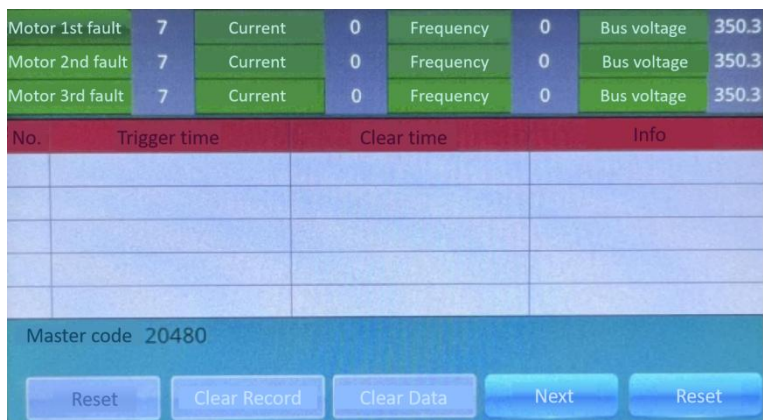 Motor 1st fault 7 Current 0 Frequency 0 Bus voltage 350.3
Motor 2nd fault 7 Current 0 Frequency 0 Bus voltage 350.3
Motor 3rd fault 7 Current 0 Frequency 0 Bus voltage 350.3
No. Trigger time Clear time Info
Master code 20480
Reset Clear Record Clear Data Next Reset